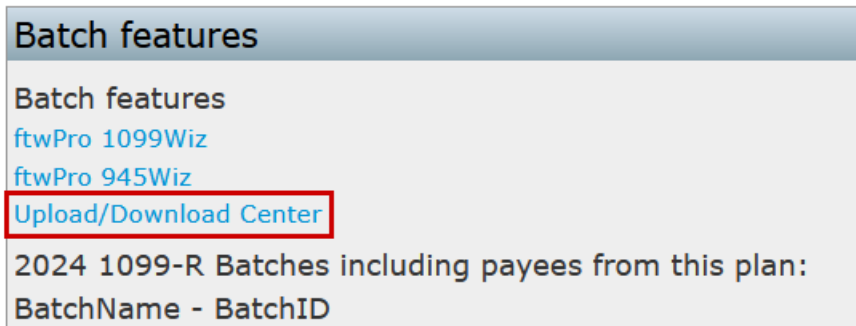 Batch features
Batch features
ftwPro 1099Wiz
ftwPro 945Wiz
Upload/Download Center
2024 1099-R Batches including payees from this plan:
BatchName - BatchID